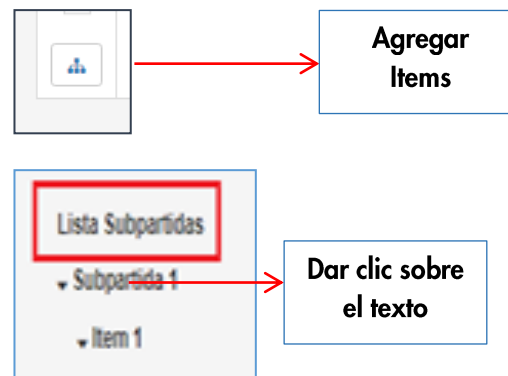 Agregar
Items
Lista Subpartidas
Subpartida 1
Item 1
Dar clic sobre
el texto